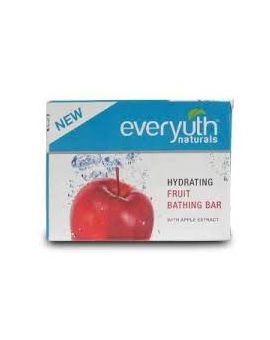 NEW
everyuth
naturals
HYDRATING
FRUIT
BATHING BAR
WITH APPLE EXTRACT